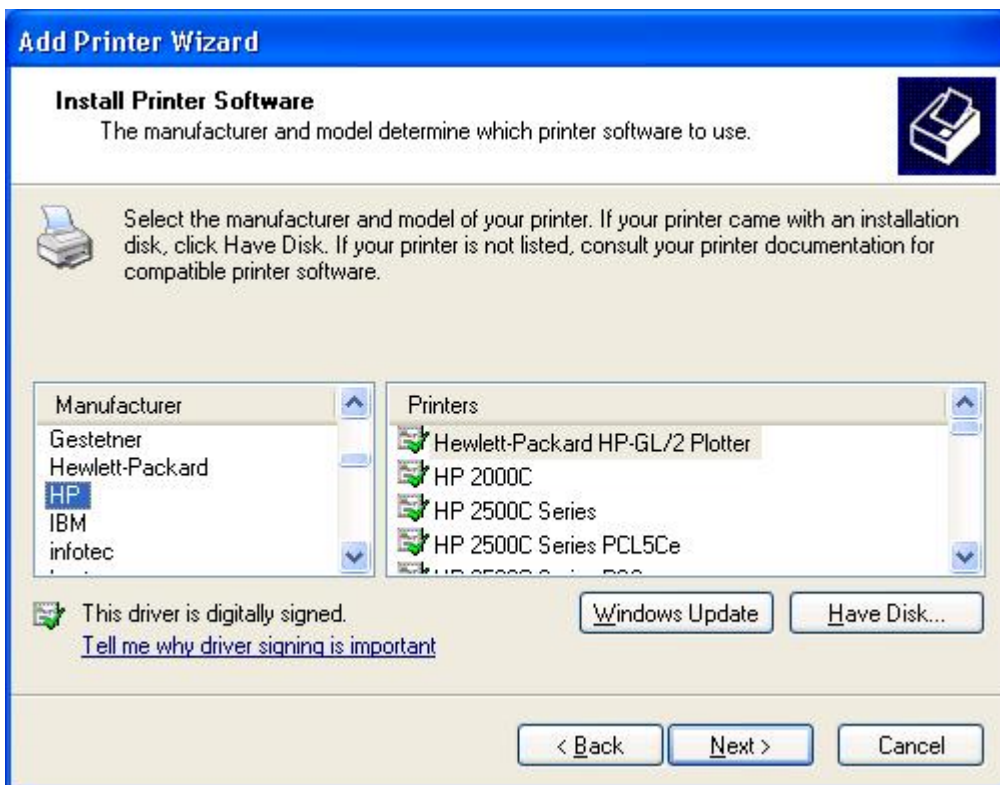 Add Printer Wizard
Install Printer Software
The manufacturer and model determine which printer software to use.
Select the manufacturer and model of your printer. If your printer came with an installation
disk, click Have Disk. If your printer is not listed, consult your printer documentation for
compatible printer software.
Manufacturer
Gestetner
Hewlett-Packard
HP
IBM
infotec
Printers
Hewlett-Packard HP-GL/2 Plotter
HP 2000C
HP 2500C Series
HP 2500C Series PCL5Ce
This driver is digitally signed.
Tell me why driver signing is important
Windows Update
Have Disk...
< Back
Next >
Cancel